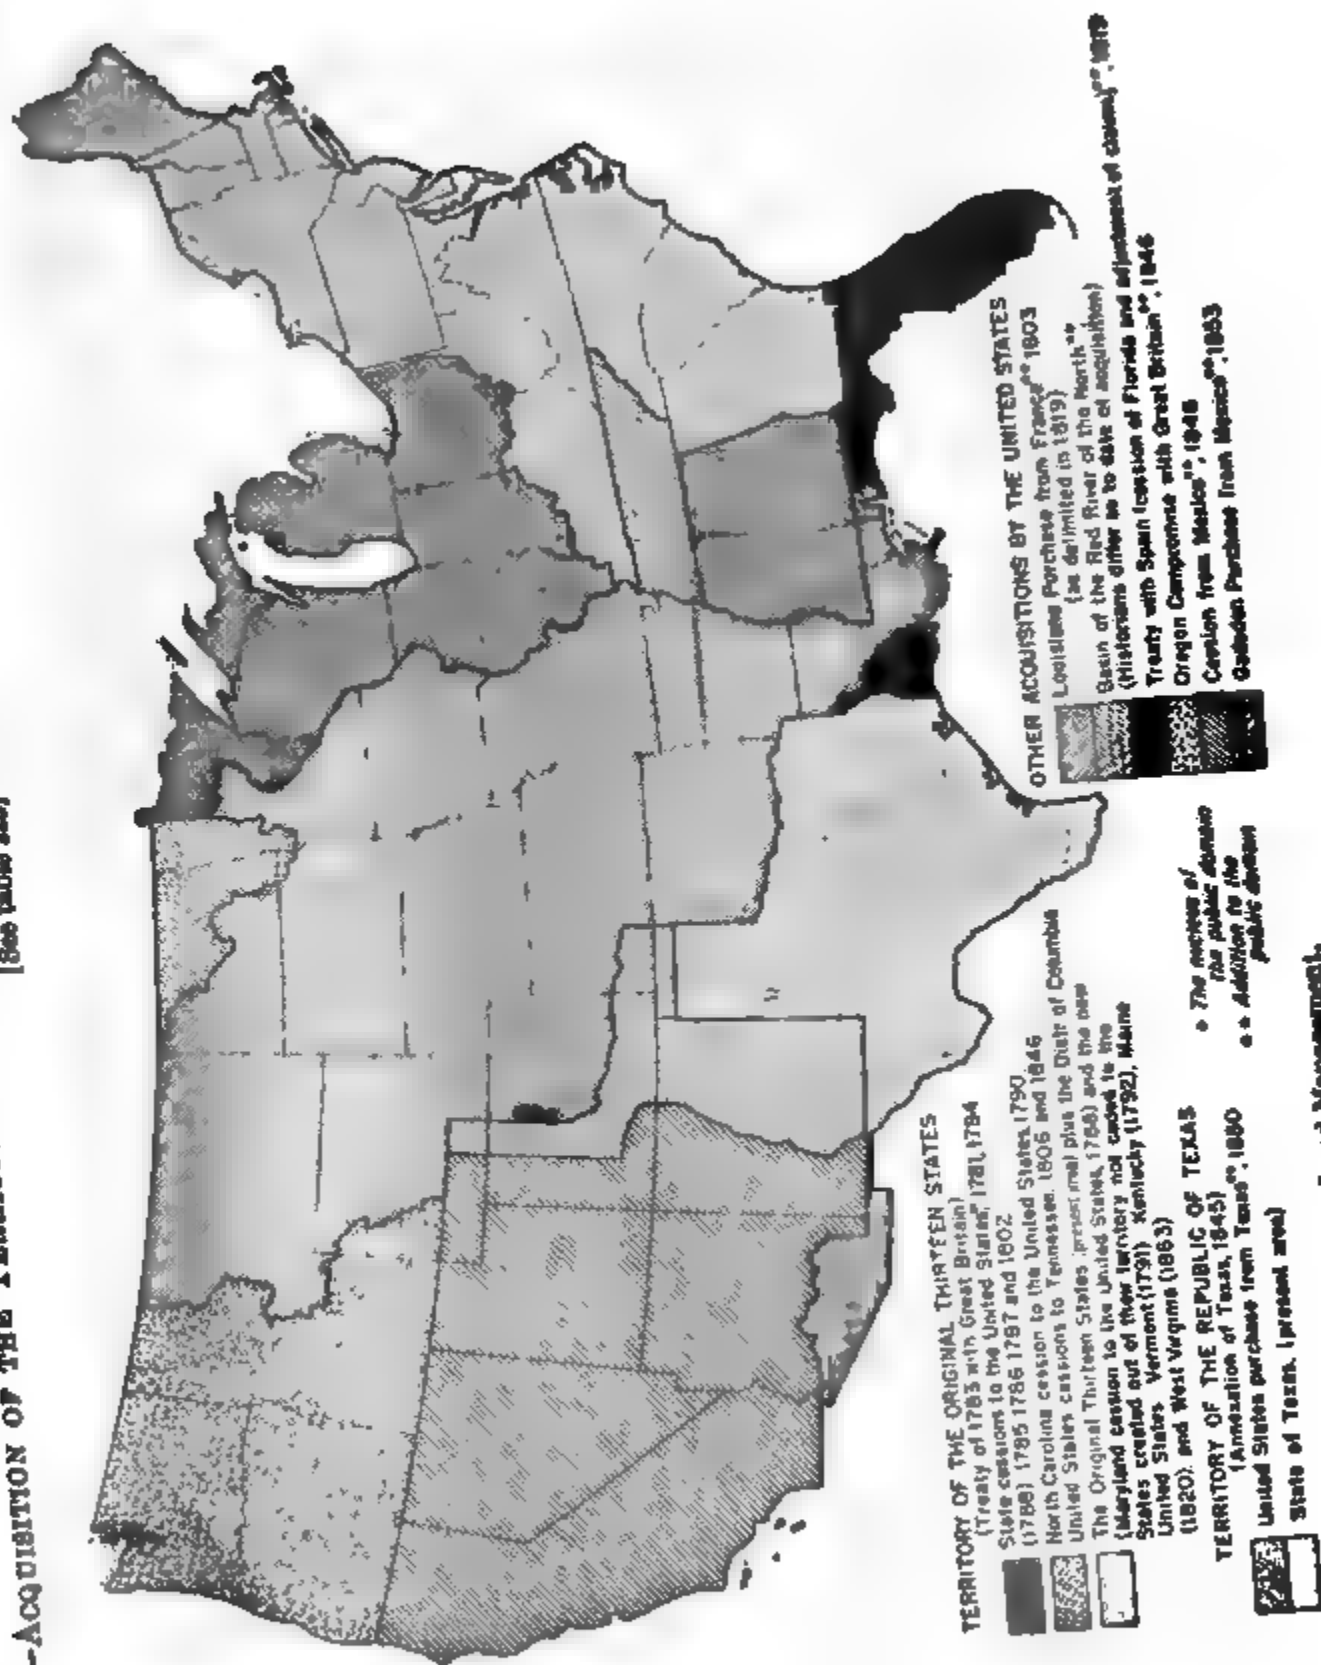 -ACQUISITION OF THE
TERRITORY OF THE ORIGINAL THIRTEEN STATES
(Treaty of 1783 with Great Britain)
State cessions to the United States,* 1781, 1784
(1788) 1785 1786 1787 and 1802
North Carolina cession to the United States, 1790,
United States cessions to Tennessee, 1806 and 1846
The Original Thirteen States (present area) plus the Distr of Columbia
(Maryland cession to the United States, 1788) and the new
States created out of their territory not ceded to the
United States Vermont (1791) Kentucky (1792), Maine
(1820), and West Virginia (1863)
TERRITORY OF THE REPUBLIC OF TEXAS
(Annexation of Texas, 1845)
United States purchase from Texas**, 1850
State of Texas (present area)
OTHER ACQUISITIONS BY THE UNITED STATES
Louisiana Purchase from France** 1803
(as delimited in 1819)
Basin of the Red River of the North**
(Historians differ as to date of acquisition)
Treaty with Spain (cession of Florida and adjustment of**, 1819
Oregon Compromise with Great Britain**, 1846
Cession from Mexico**, 1848
Gadsden Purchase from Mexico**, 1853
* The nucleus of
the public domain
** Addition to the
public domain